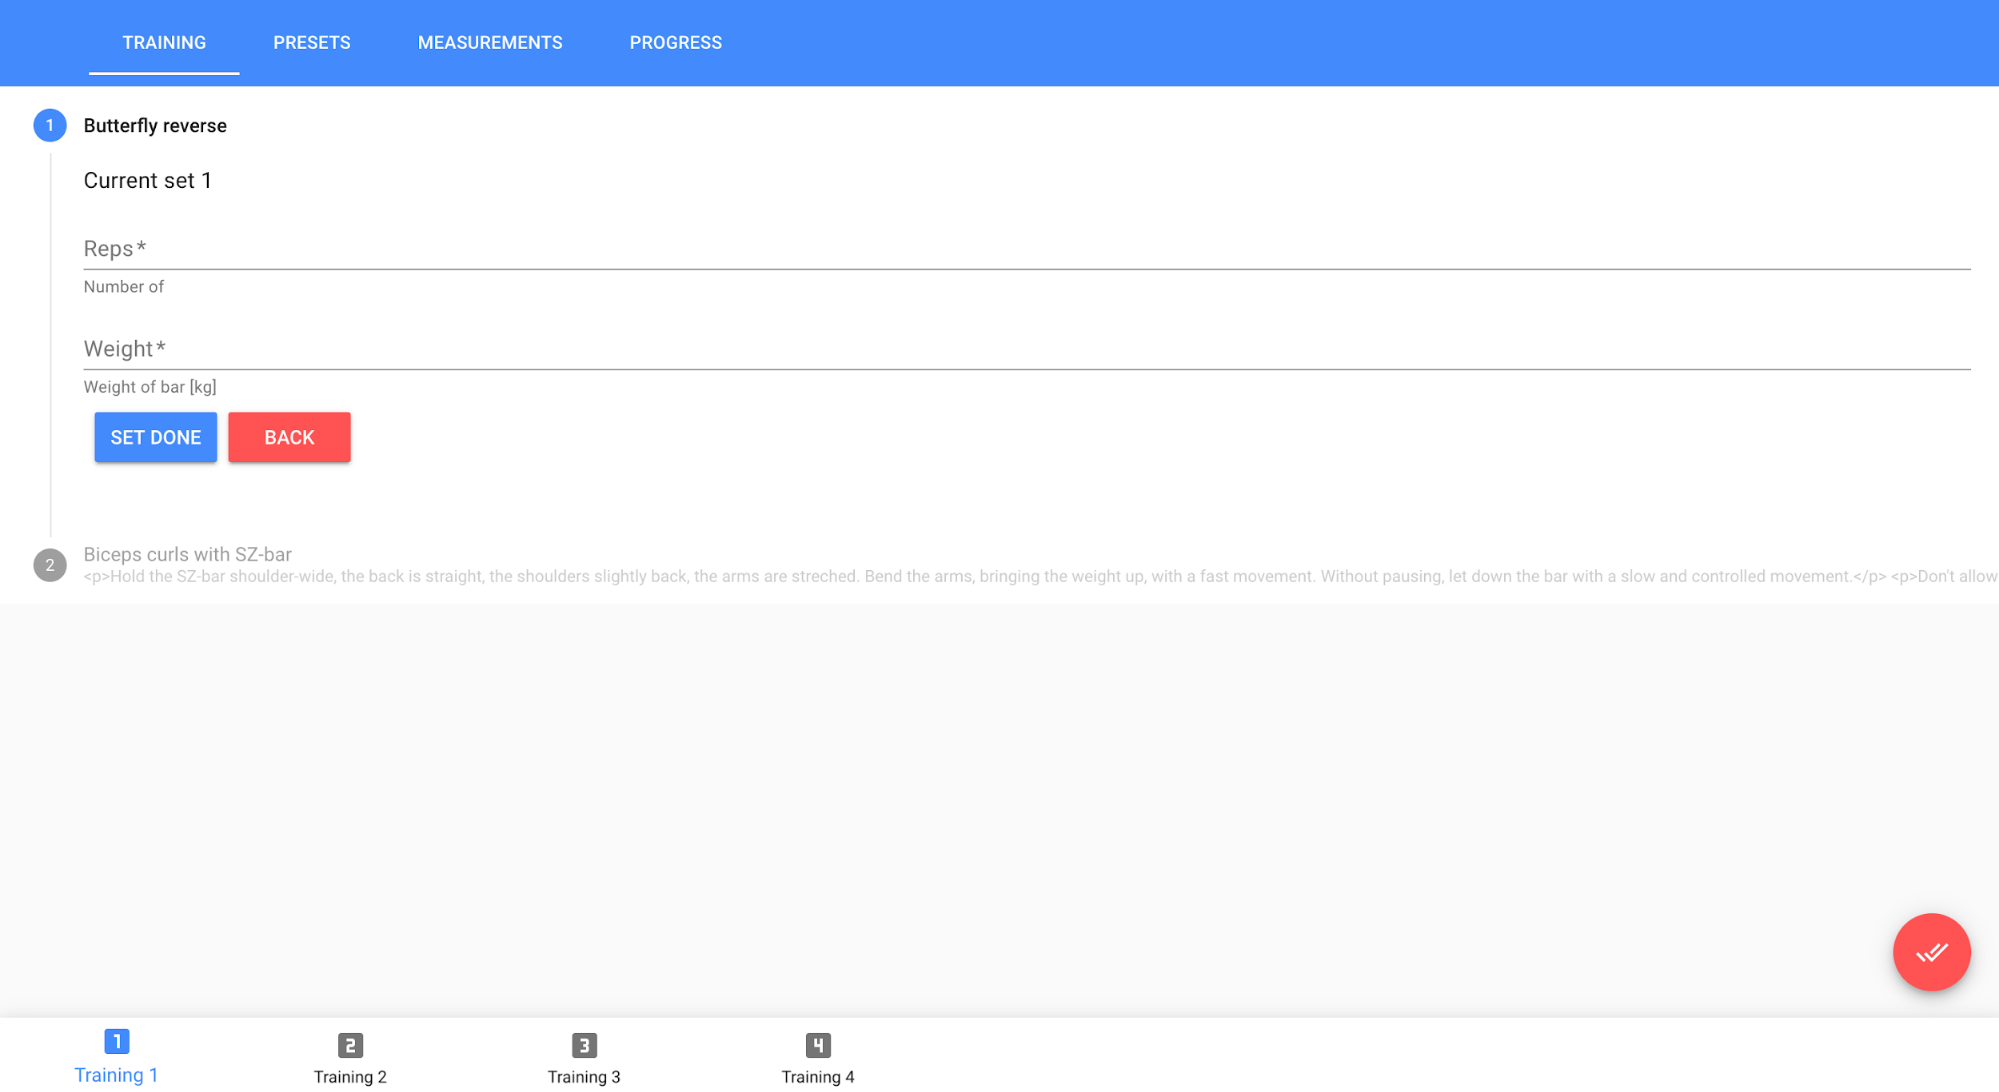 TRAINING PRESETS MEASUREMENTS PROGRESS
1 Butterfly reverse
Current set 1
Reps*
Number of
Weight*
Weight of bar [kg]
SET DONE BACK
2 Biceps curls with SZ-bar
<p>Hold the SZ-bar shoulder-wide, the back is straight, the shoulders slightly back, the arms are streched. Bend the arms, bringing the weight up, with a fast movement. Without pausing, let down the bar with a slow and controlled movement.</p> <p>Don't allow
1 2 3 4
Training 1 Training 2 Training 3 Training 4